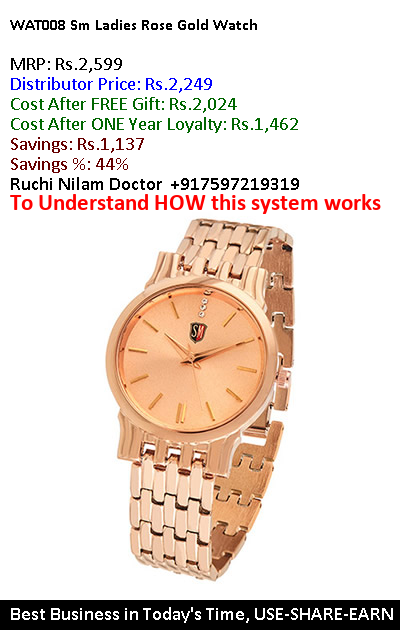 WAT008 Sm Ladies Rose Gold Watch
MRP: Rs.2,599
Distributor Price: Rs.2,249
Cost After FREE Gift: Rs.2,024
Cost After ONE Year Loyalty: Rs.1,462
Savings: Rs.1,137
Savings %: 44%
Ruchi Nilam Doctor +917597219319
To Understand HOW this system works
SW
Best Business in Today's Time, USE-SHARE-EARN